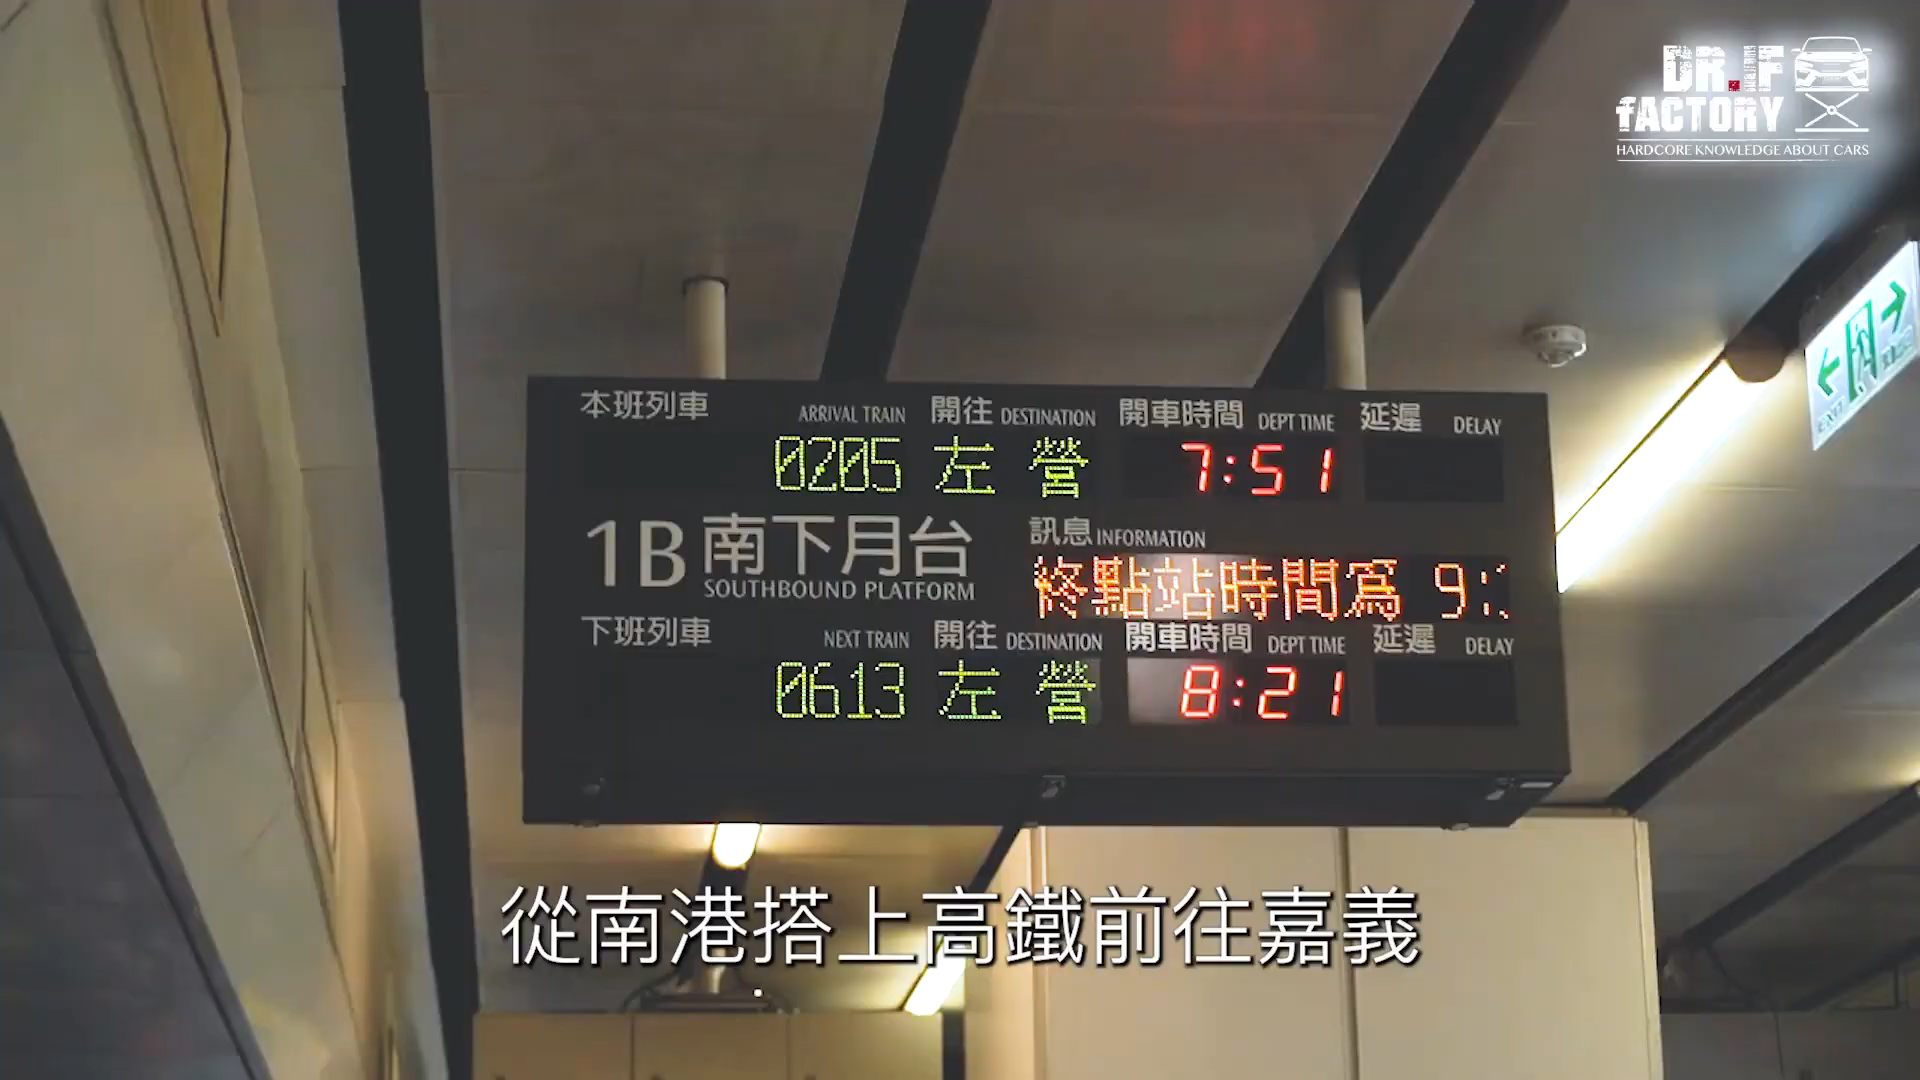 DR.IF
fACTORY
HARDCORE KNOWLEDGE ABOUT CARS
本班列車 ARRIVAL TRAIN 開往 DESTINATION 開車時間 DEPT TIME 延遲 DELAY
0205 左營 7:51
1B 南下月台
SOUTHBOUND PLATFORM
訊息 INFORMATION
終點站時間為 9:
下班列車 NEXT TRAIN 開往 DESTINATION 開車時間 DEPT TIME 延遲 DELAY
0613 左營 8:21
EXIT
從南港搭上高鐵前往嘉義